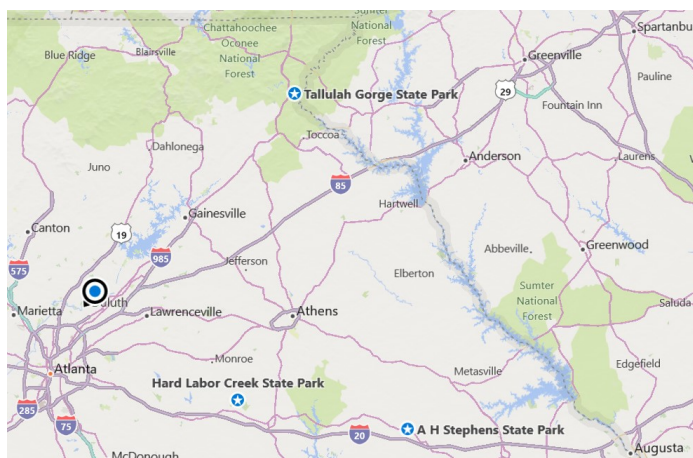 Sumter
National
Forest
Spartanbu
Chattahoochee
Oconee
National
Forest
Blairsville
Blue Ridge
Greenville
Pauline
Tallulah Gorge State Park
29
Fountain Inn
Toccoa
Juno
Dahlonega
Anderson
Laurens
85
Gainesville
Hartwell
Canton
19
985
Abbeville
Greenwood
575
Jefferson
Elberton
Sumter
National
Forest
Saluda
uluth
Marietta
Lawrenceville
Athens
Monroe
Edgefield
Atlanta
Metasville
Hard Labor Creek State Park
285
75
20
A H Stephens State Park
McDonough
Augusta